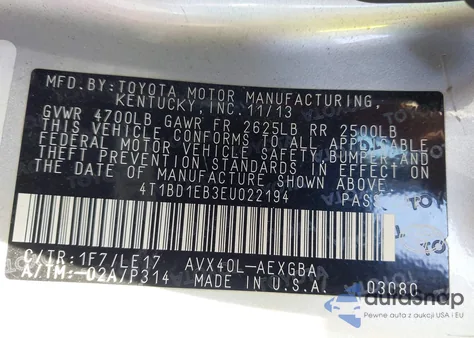 MFD. BY: TOYOTA MOTOR MANUFACTURING,
KENTUCKY, INC. 11/13
GVWR 4700LB GAWR FR 2625LB RR 2500LB
THIS VEHICLE CONFORMS TO ALL APPLICABLE
FEDERAL MOTOR VEHICLE SAFETY, BUMPER AND
THEFT PREVENTION STANDARDS IN EFFECT ON
THE DATE OF MANUFACTURE SHOWN ABOVE.
4T1BD1EB3EU022194 PASS.
C/TR: 1F7/LE17 AVX40L-AEXGBA
A/TM: -02A/P314 MADE IN U.S.A. 03080
autosnap
Pewne auta z USA i EU